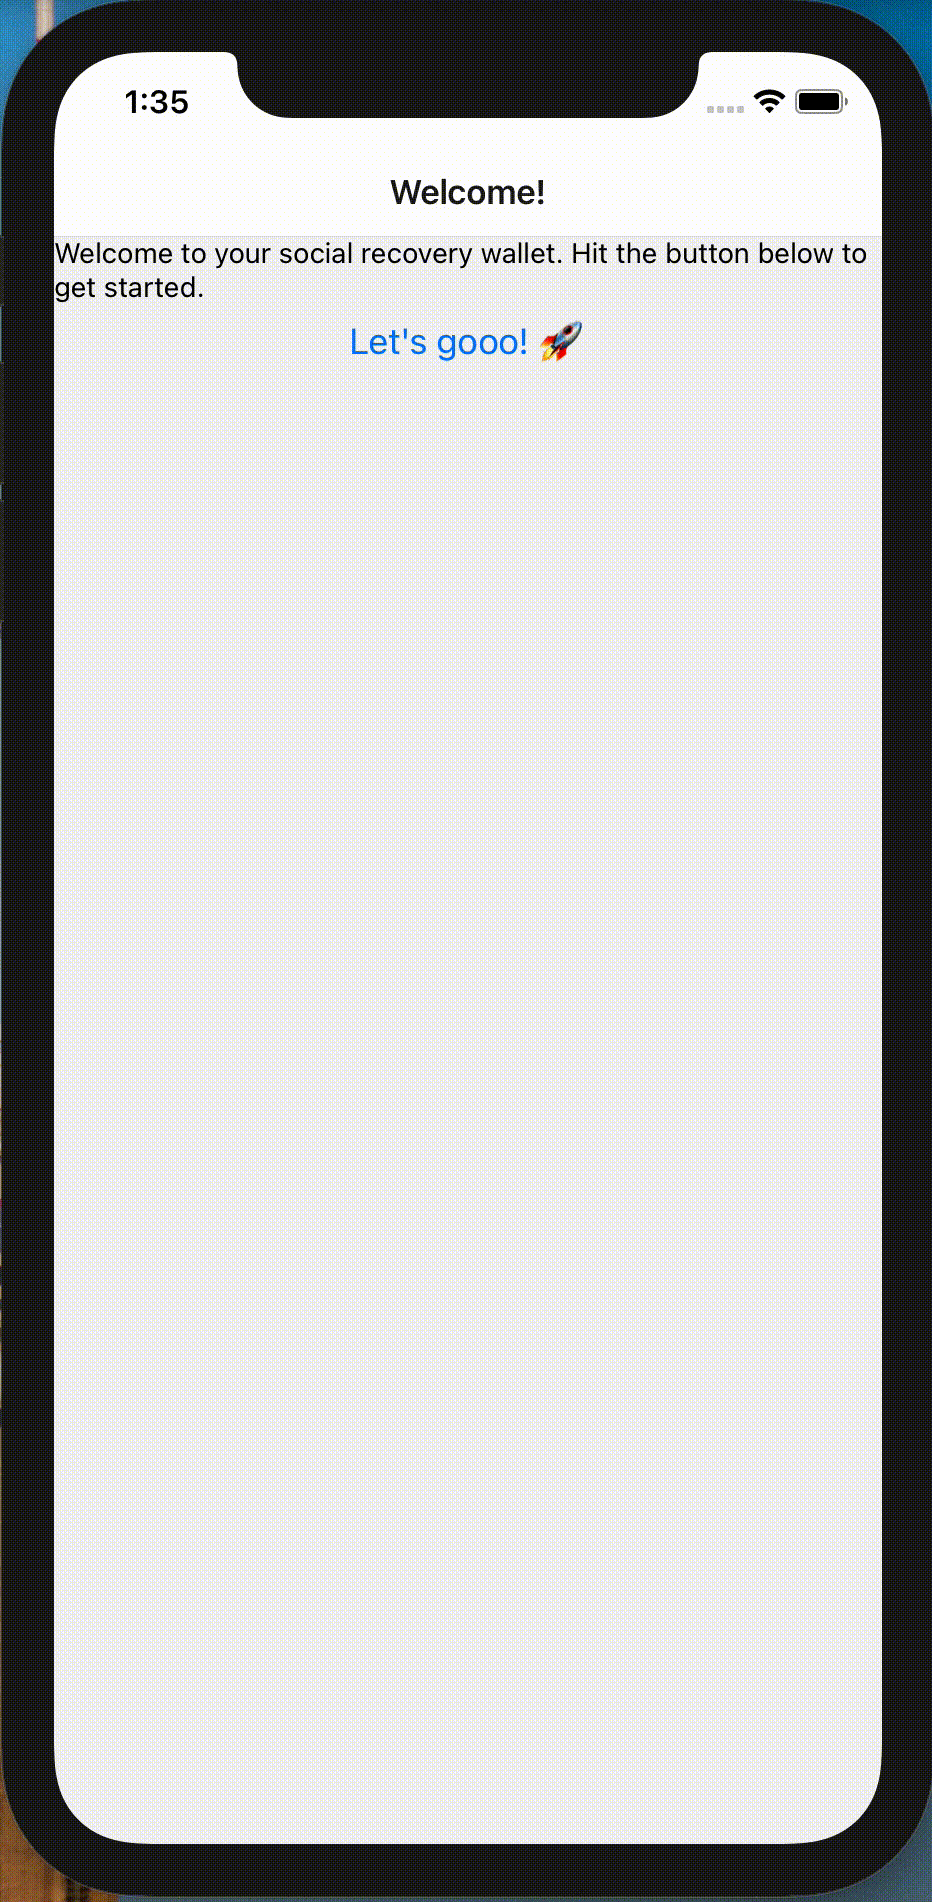 1:35
Welcome!
Welcome to your social recovery wallet. Hit the button below to
get started.
Let's gooo! 🚀